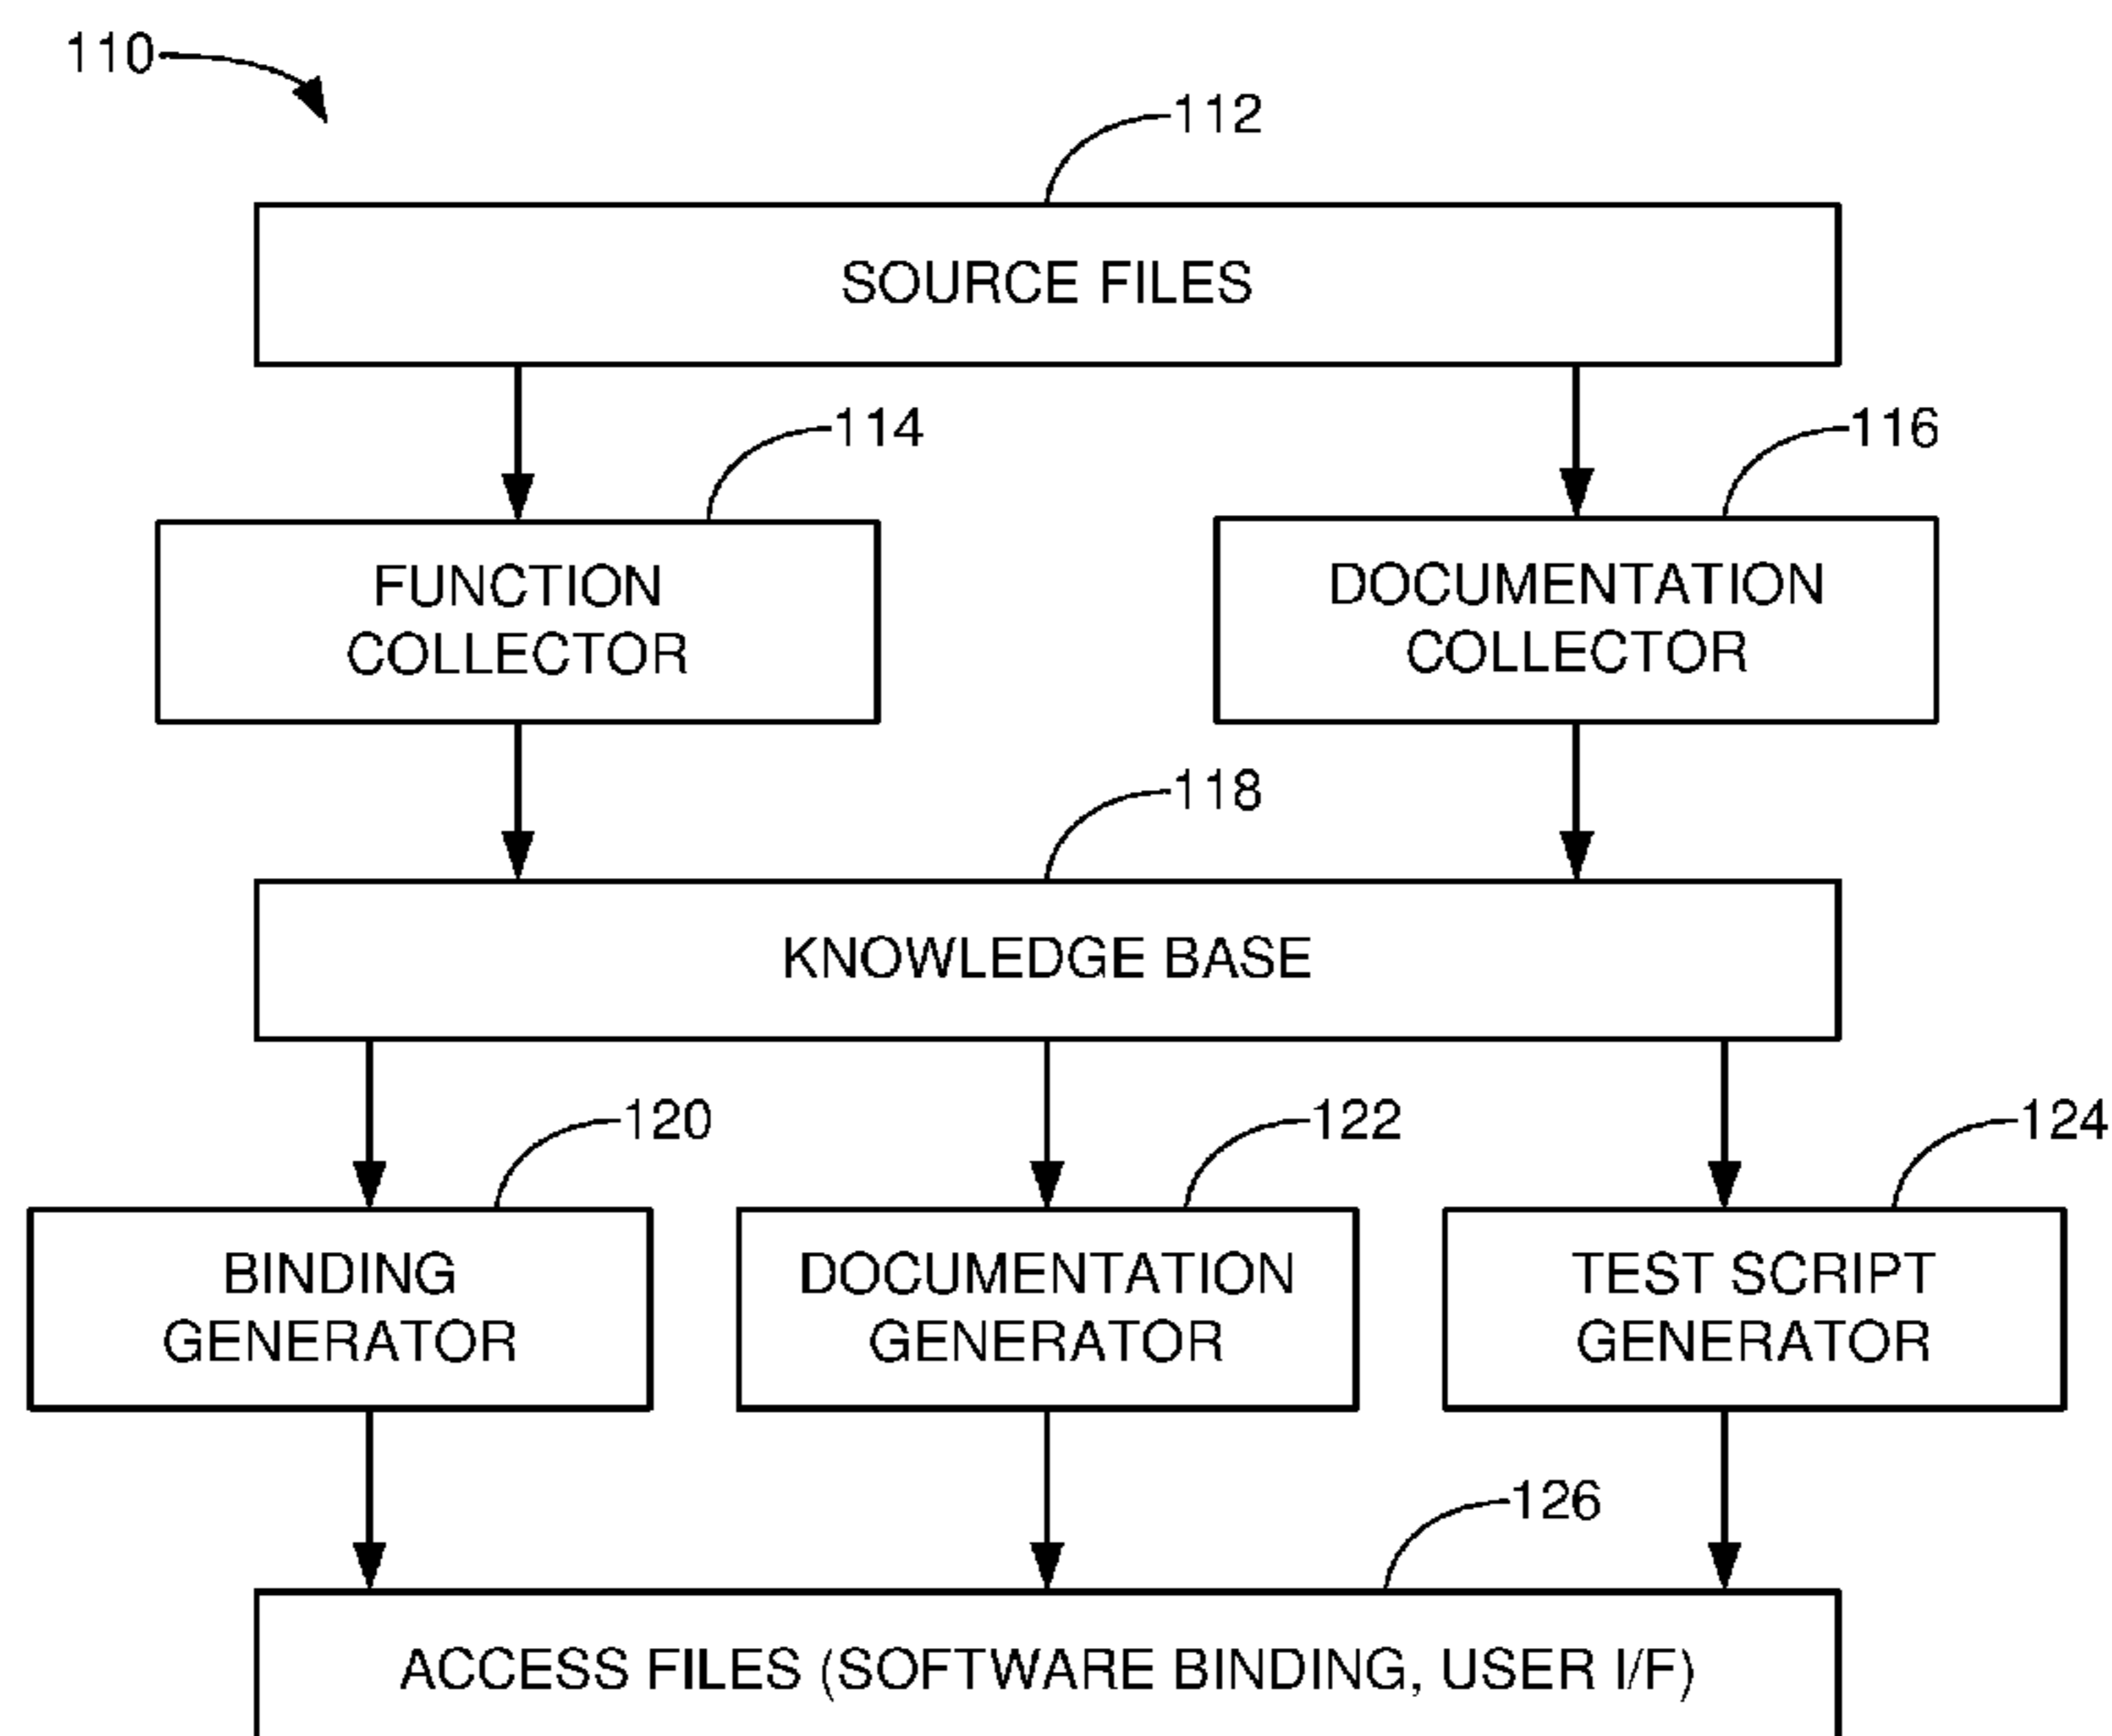 110
112
SOURCE FILES
114
116
FUNCTION
COLLECTOR
DOCUMENTATION
COLLECTOR
118
KNOWLEDGE BASE
120
122
124
BINDING
GENERATOR
DOCUMENTATION
GENERATOR
TEST SCRIPT
GENERATOR
126
ACCESS FILES (SOFTWARE BINDING, USER I/F)